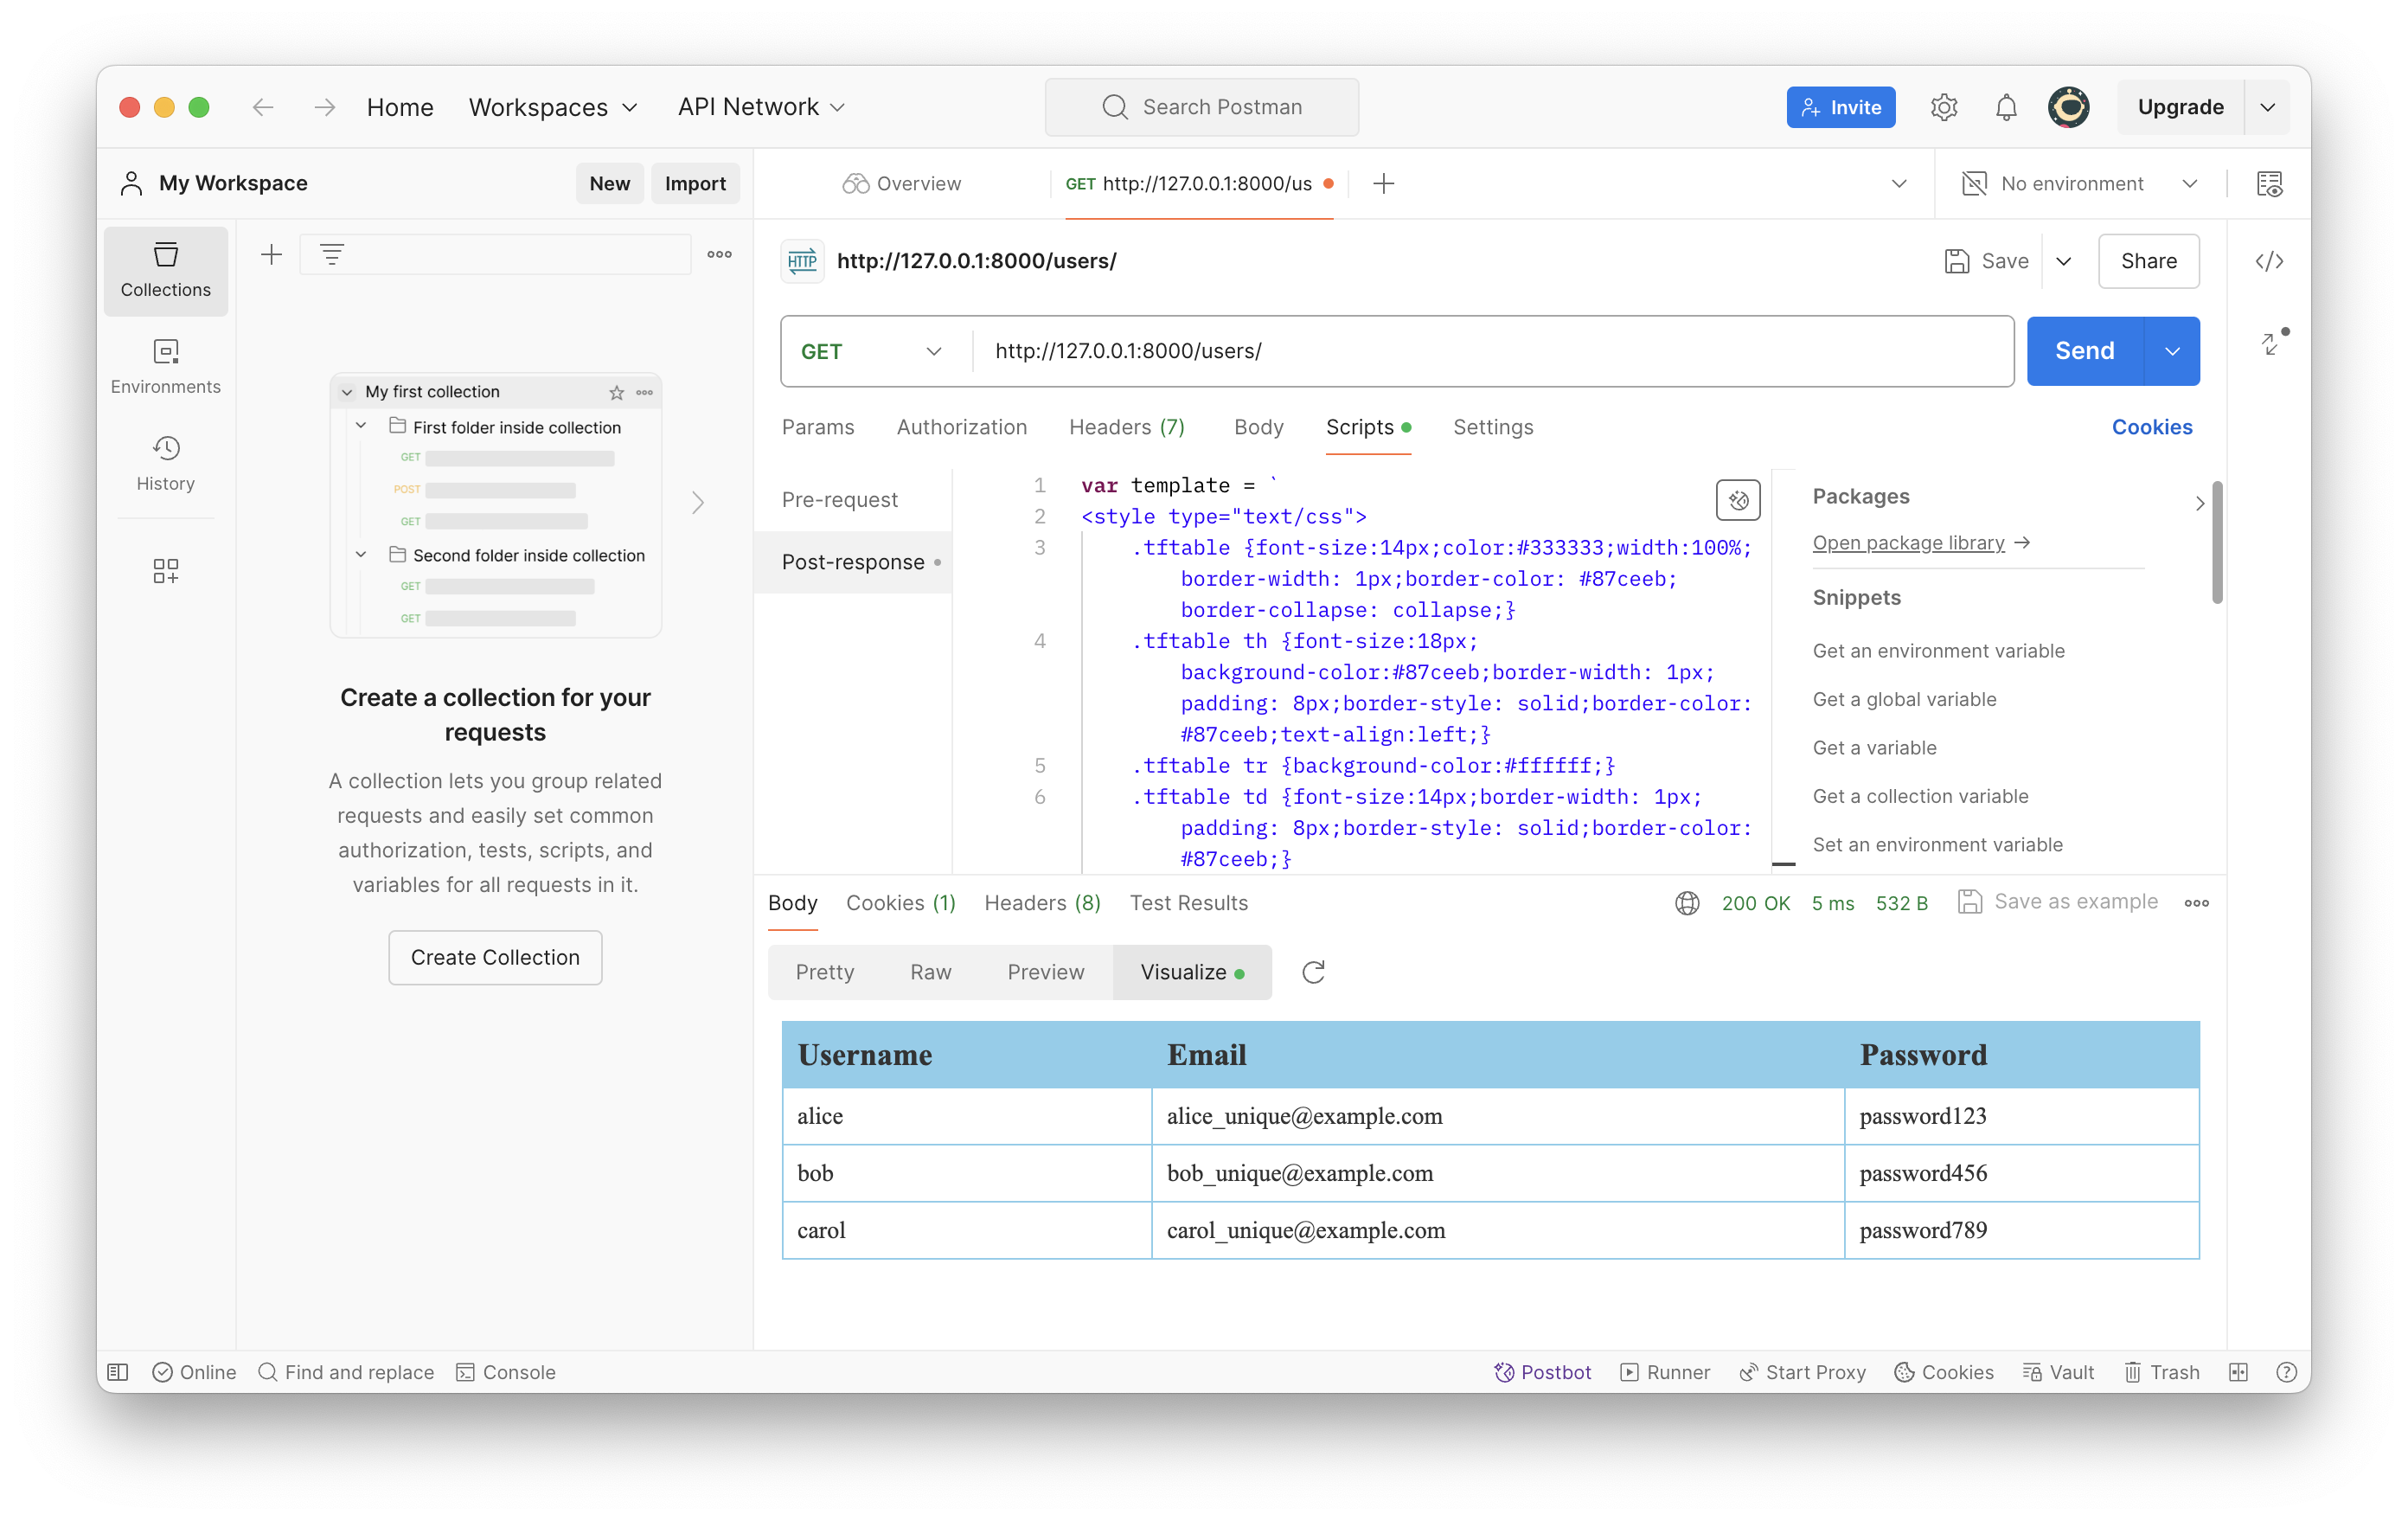 Home Workspaces API Network Search Postman Invite Upgrade
My Workspace New Import Overview GET http://127.0.0.1:8000/us No environment
Collections
Environments
History
My first collection
First folder inside collection
GET
POST
GET
Second folder inside collection
GET
GET
Create a collection for your
requests
A collection lets you group related
requests and easily set common
authorization, tests, scripts, and
variables for all requests in it.
Create Collection
HTTP http://127.0.0.1:8000/users/ Save Share
GET http://127.0.0.1:8000/users/ Send
Params Authorization Headers (7) Body Scripts Settings Cookies
Pre-request
Post-response
1 var template = `
2 <style type="text/css">
3 .tftable {font-size:14px;color:#333333;width:100%;
border-width: 1px;border-color: #87ceeb;
border-collapse: collapse;}
4 .tftable th {font-size:18px;
background-color:#87ceeb;border-width: 1px;
padding: 8px;border-style: solid;border-color:
#87ceeb;text-align:left;}
5 .tftable tr {background-color:#ffffff;}
6 .tftable td {font-size:14px;border-width: 1px;
padding: 8px;border-style: solid;border-color:
#87ceeb;}
Packages
Open package library →
Snippets
Get an environment variable
Get a global variable
Get a variable
Get a collection variable
Set an environment variable
Body Cookies (1) Headers (8) Test Results 200 OK 5 ms 532 B Save as example
Pretty Raw Preview Visualize
Username Email Password
alice alice_unique@example.com password123
bob bob_unique@example.com password456
carol carol_unique@example.com password789
Online Find and replace Console Postbot Runner Start Proxy Cookies Vault Trash